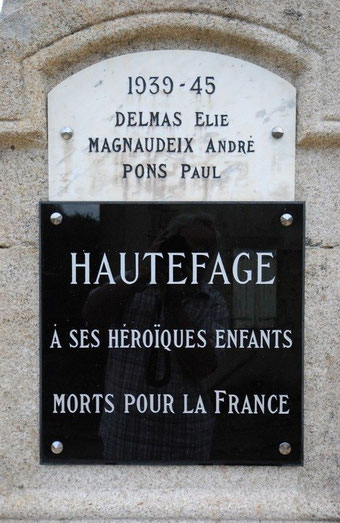 1939-45
DELMAS ELIE
MAGNAUDEIX ANDRÉ
PONS PAUL
HAUTEFAGE
À SES HÉROÏQUES ENFANTS
MORTS POUR LA FRANCE